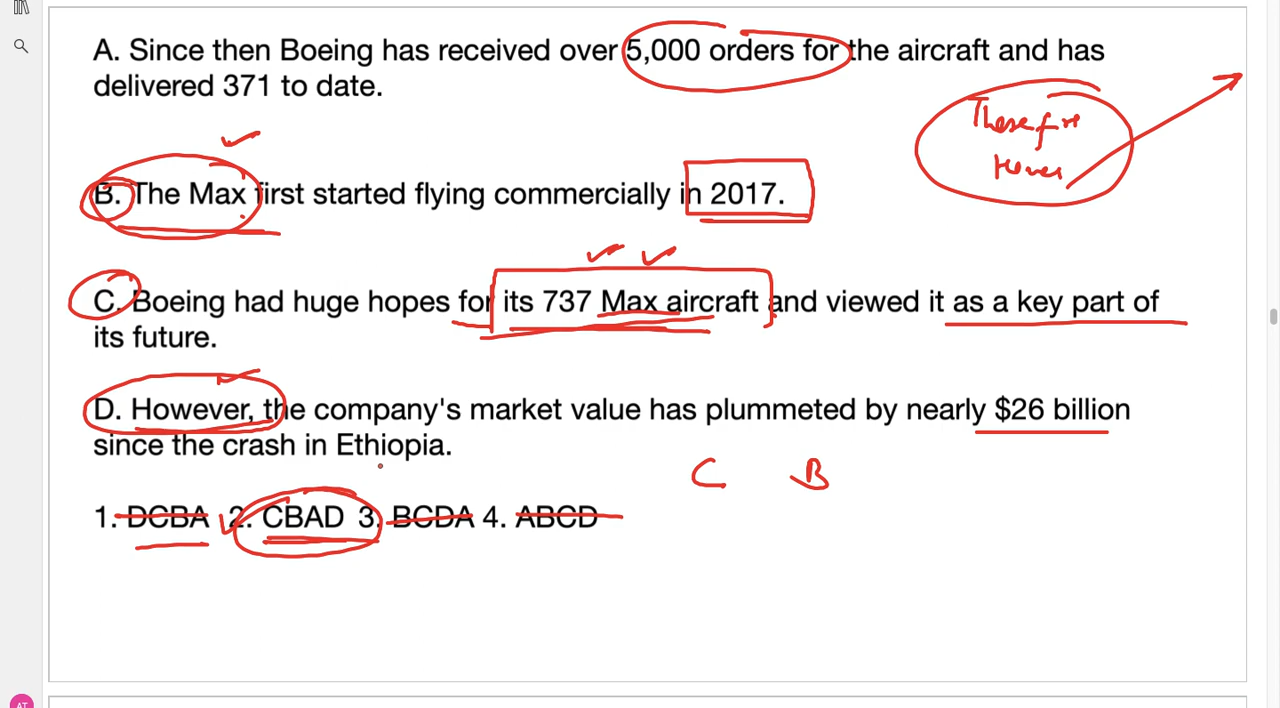 A. Since then Boeing has received over 5,000 orders for the aircraft and has
delivered 371 to date.
Therefore
B. The Max first started flying commercially in 2017.
C. Boeing had huge hopes for its 737 Max aircraft and viewed it as a key part of
its future.
D. However, the company's market value has plummeted by nearly $26 billion
since the crash in Ethiopia.
C B
1. DCBA 2. CBAD 3. BCDA 4. ABCD
AT